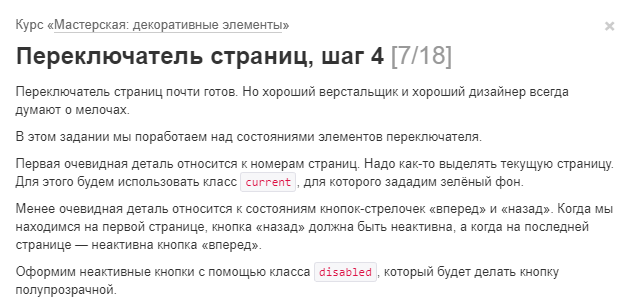 Курс «Мастерская: декоративные элементы»
Переключатель страниц, шаг 4 [7/18]
Переключатель страниц почти готов. Но хороший верстальщик и хороший дизайнер всегда
думают о мелочах.
В этом задании мы поработаем над состояниями элементов переключателя.
Первая очевидная деталь относится к номерам страниц. Надо как-то выделять текущую страницу.
Для этого будем использовать класс current, для которого зададим зелёный фон.
Менее очевидная деталь относится к состояниям кнопок-стрелочек «вперед» и «назад». Когда мы
находимся на первой странице, кнопка «назад» должна быть неактивна, а когда на последней
странице — неактивна кнопка «вперед».
Оформим неактивные кнопки с помощью класса disabled, который будет делать кнопку
полупрозрачной.